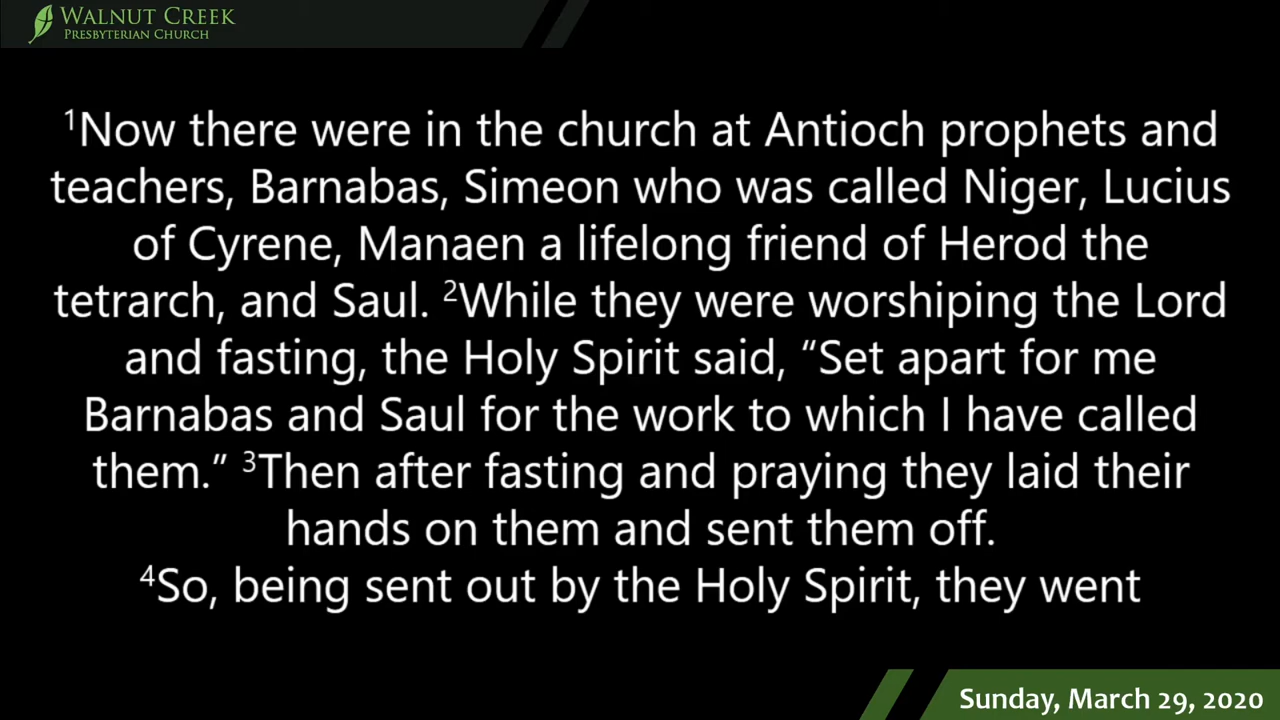 WALNUT CREEK
PRESBYTERIAN CHURCH
¹Now there were in the church at Antioch prophets and
teachers, Barnabas, Simeon who was called Niger, Lucius
of Cyrene, Manaen a lifelong friend of Herod the
tetrarch, and Saul. ²While they were worshiping the Lord
and fasting, the Holy Spirit said, “Set apart for me
Barnabas and Saul for the work to which I have called
them.” ³Then after fasting and praying they laid their
hands on them and sent them off.
⁴So, being sent out by the Holy Spirit, they went
Sunday, March 29, 2020